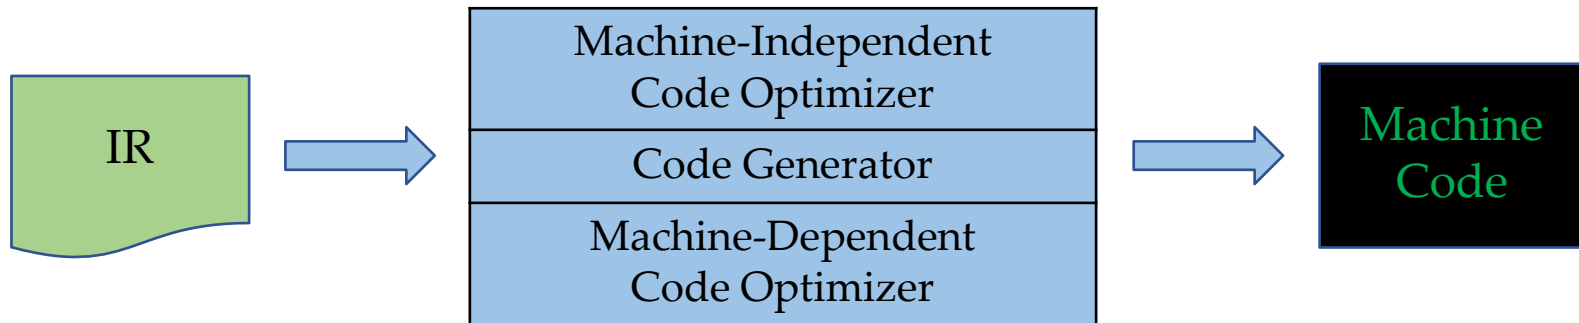 IR
Machine-Independent
Code Optimizer
Code Generator
Machine-Dependent
Code Optimizer
Machine
Code